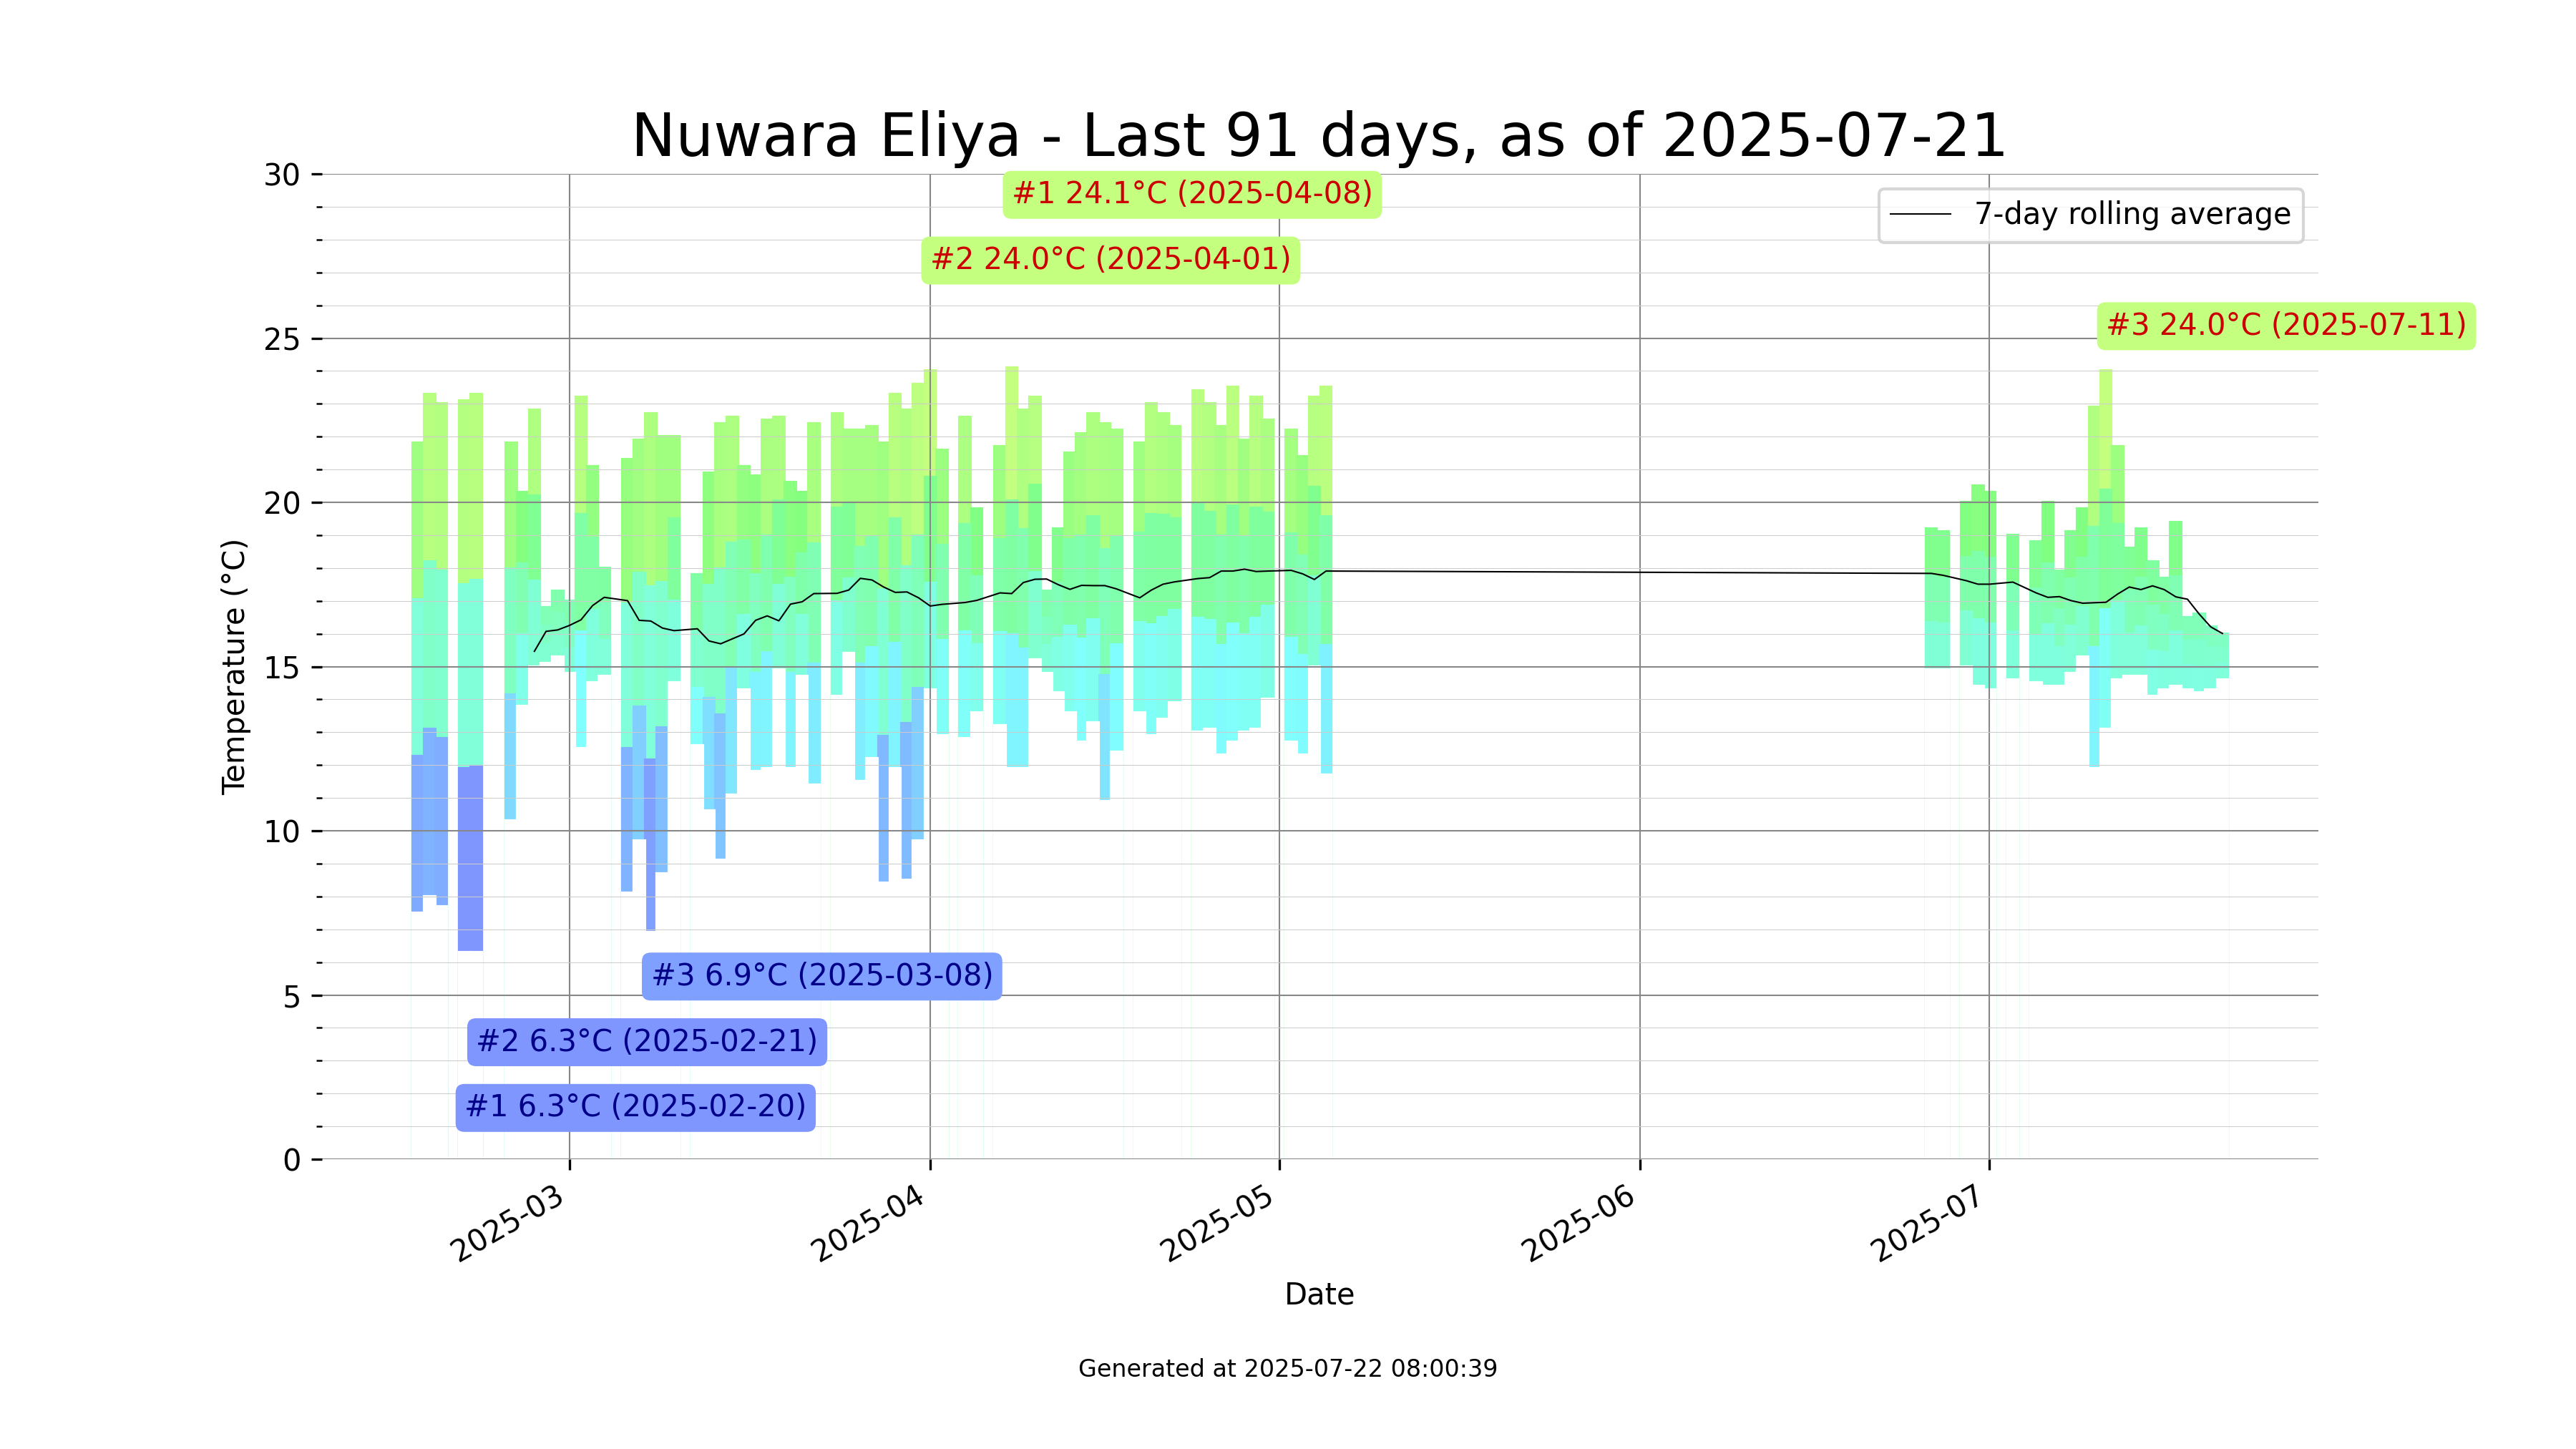 Nuwara Eliya - Last 91 days, as of 2025-07-21
#1 24.1°C (2025-04-08)
7-day rolling average
#2 24.0°C (2025-04-01)
#3 24.0°C (2025-07-11)
30
25
20
15
10
5
0
Temperature (°C)
#3 6.9°C (2025-03-08)
#2 6.3°C (2025-02-21)
#1 6.3°C (2025-02-20)
2025-03
2025-04
2025-05
2025-06
2025-07
Date
Generated at 2025-07-22 08:00:39